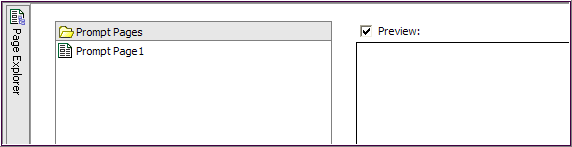 Page Explorer
Prompt Pages
Preview:
Prompt Page1